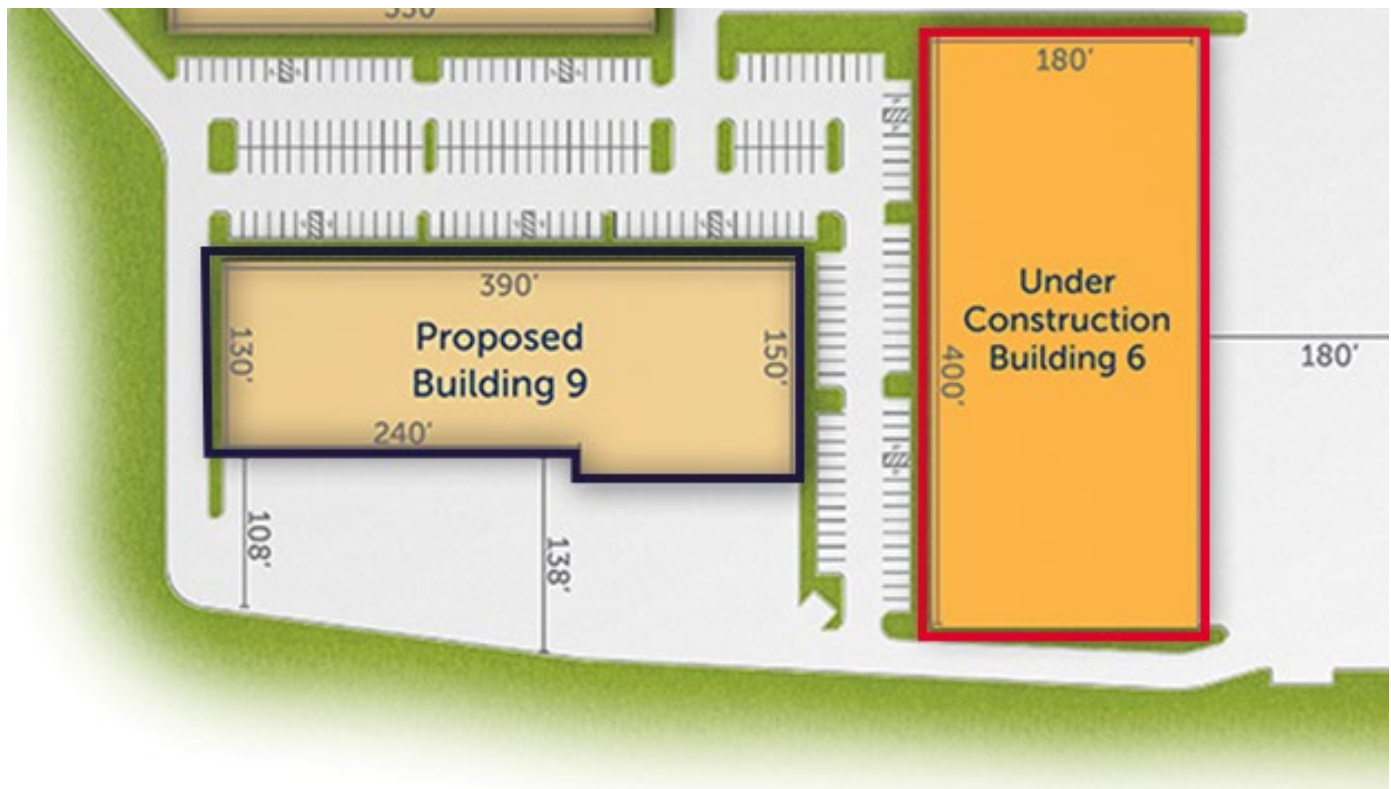 180'
390'
Proposed
Building 9
130'
150'
240'
108'
138'
Under
Construction
Building 6
400'
180'